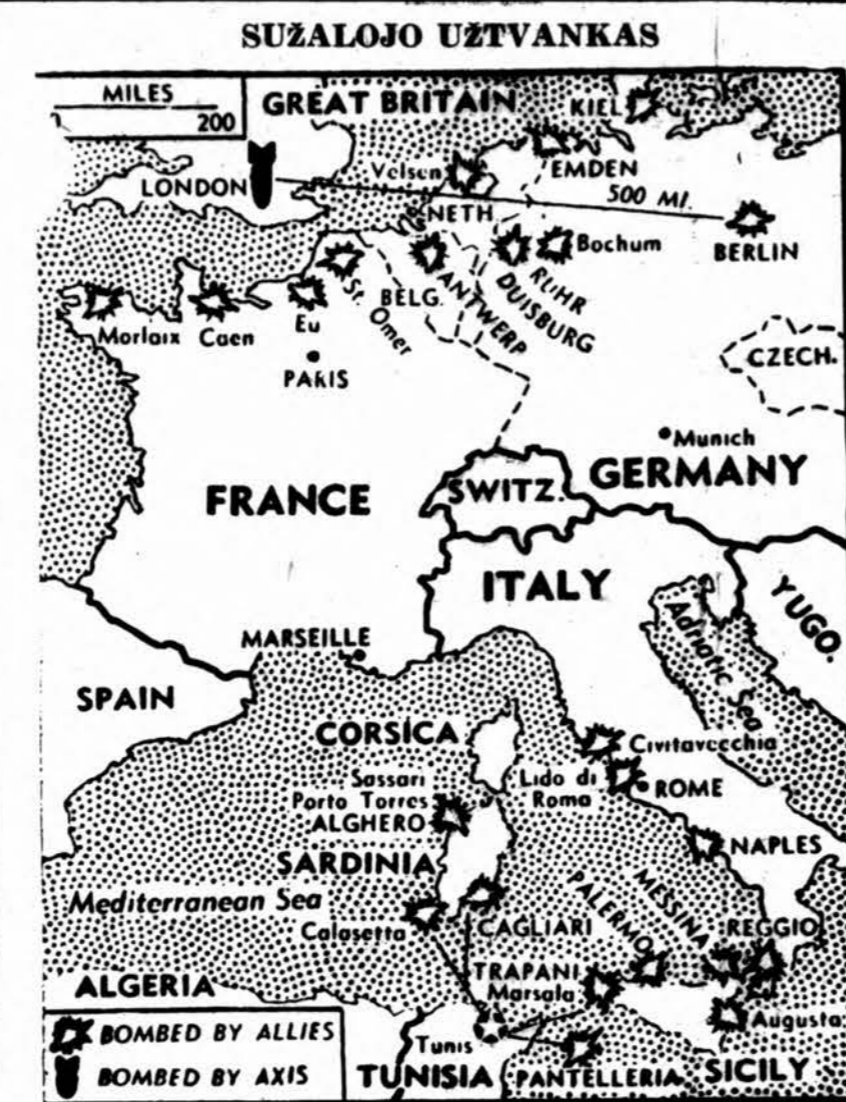 SUŽALOJO UŽTVANKAS
MILES
200
GREAT BRITAIN
KIEL
LONDON
Velsen
EMDEN
500 MI.
NETH
Bochum
BERLIN
RUHR
DUISBURG
BELG.
ANTWERP
St. Omer
Morlaix
Caen
Eu
PARIS
CZECH.
Munich
FRANCE
SWITZ.
GERMANY
ITALY
YUGO.
Adriatic Sea
MARSEILLE
SPAIN
CORSICA
Civitavecchia
Sassari
Porto Torres
ALGHERO
Lido di
Roma
ROME
SARDINIA
NAPLES
Mediterranean Sea
Calasetta
CAGLIARI
PALERMO
MESSINA
REGGIO
ALGERIA
TRAPANI
Marsala
Augusta
BOMBED BY ALLIES
BOMBED BY AXIS
Tunis
TUNISIA
PANTELLERIA
SICILY